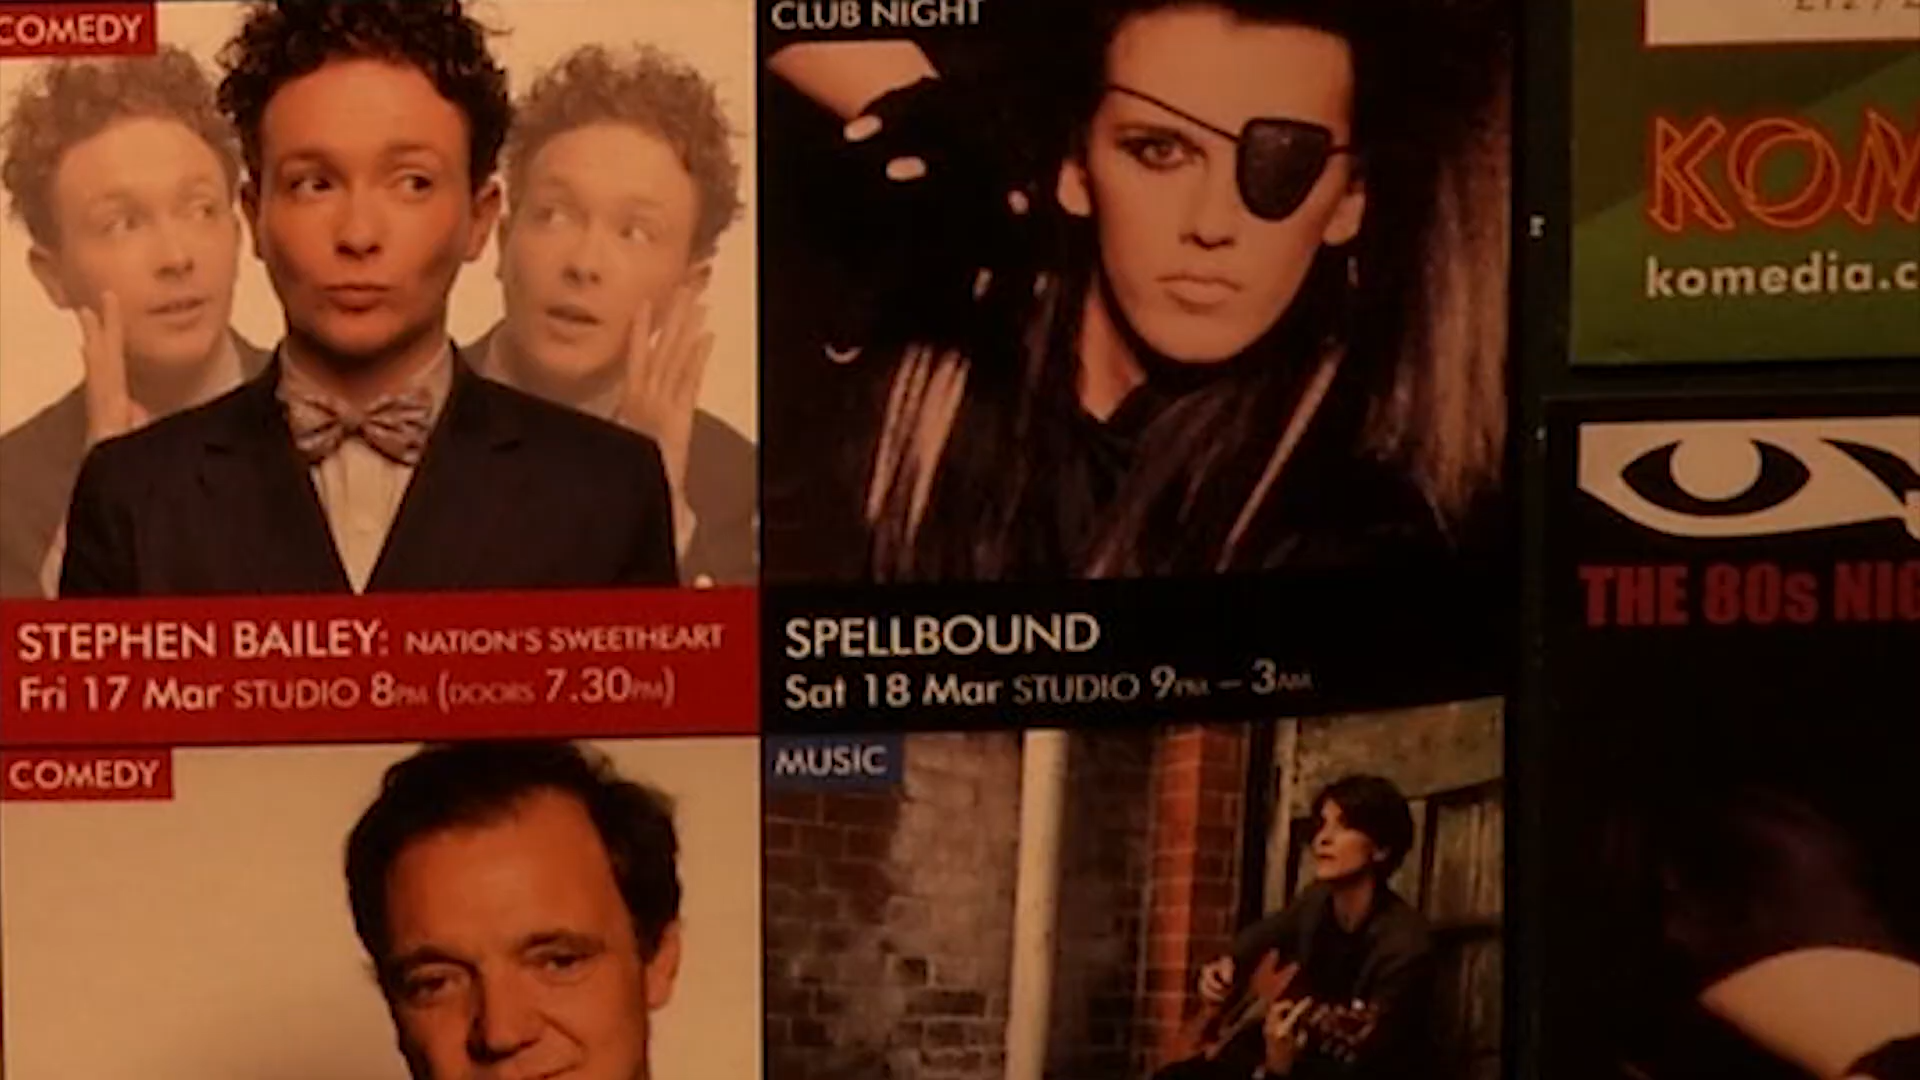 COMEDY
STEPHEN BAILEY: NATION'S SWEETHEART
Fri 17 Mar STUDIO 8PM (DOORS 7.30PM)
COMEDY
CLUB NIGHT
SPELLBOUND
Sat 18 Mar STUDIO 9PM – 3AM
MUSIC
KOM
komedia.c
THE 80s NIG